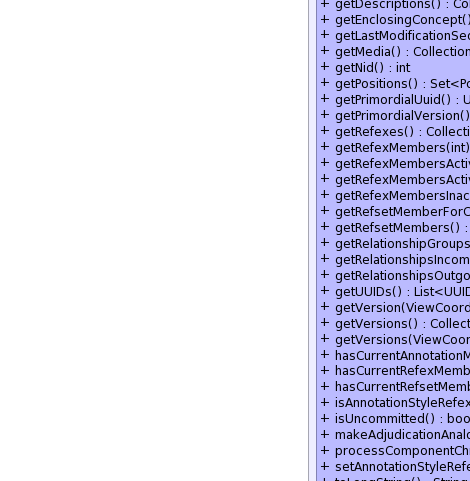 + getDescriptions() : Co
+ getEnclosingConcept()
+ getLastModificationSec
+ getMedia() : Collection
+ getNid() : int
+ getPositions() : Set<Po
+ getPrimordialUuid() : U
+ getPrimordialVersion()
+ getRefexes() : Collecti
+ getRefexMembers(int)
+ getRefexMembersActiv
+ getRefexMembersActiv
+ getRefexMembersInac
+ getRefsetMemberForC
+ getRefsetMembers() :
+ getRelationshipGroups
+ getRelationshipsIncom
+ getRelationshipsOutgo
+ getUUIDs() : List<UUID
+ getVersion(ViewCoord
+ getVersions() : Collect
+ getVersions(ViewCoor
+ hasCurrentAnnotationM
+ hasCurrentRefexMemb
+ hasCurrentRefsetMemb
+ isAnnotationStyleRefex
+ isUncommitted() : boo
+ makeAdjudicationAnalo
+ processComponentCh
+ setAnnotationStyleRefe
+ toLongString() : String